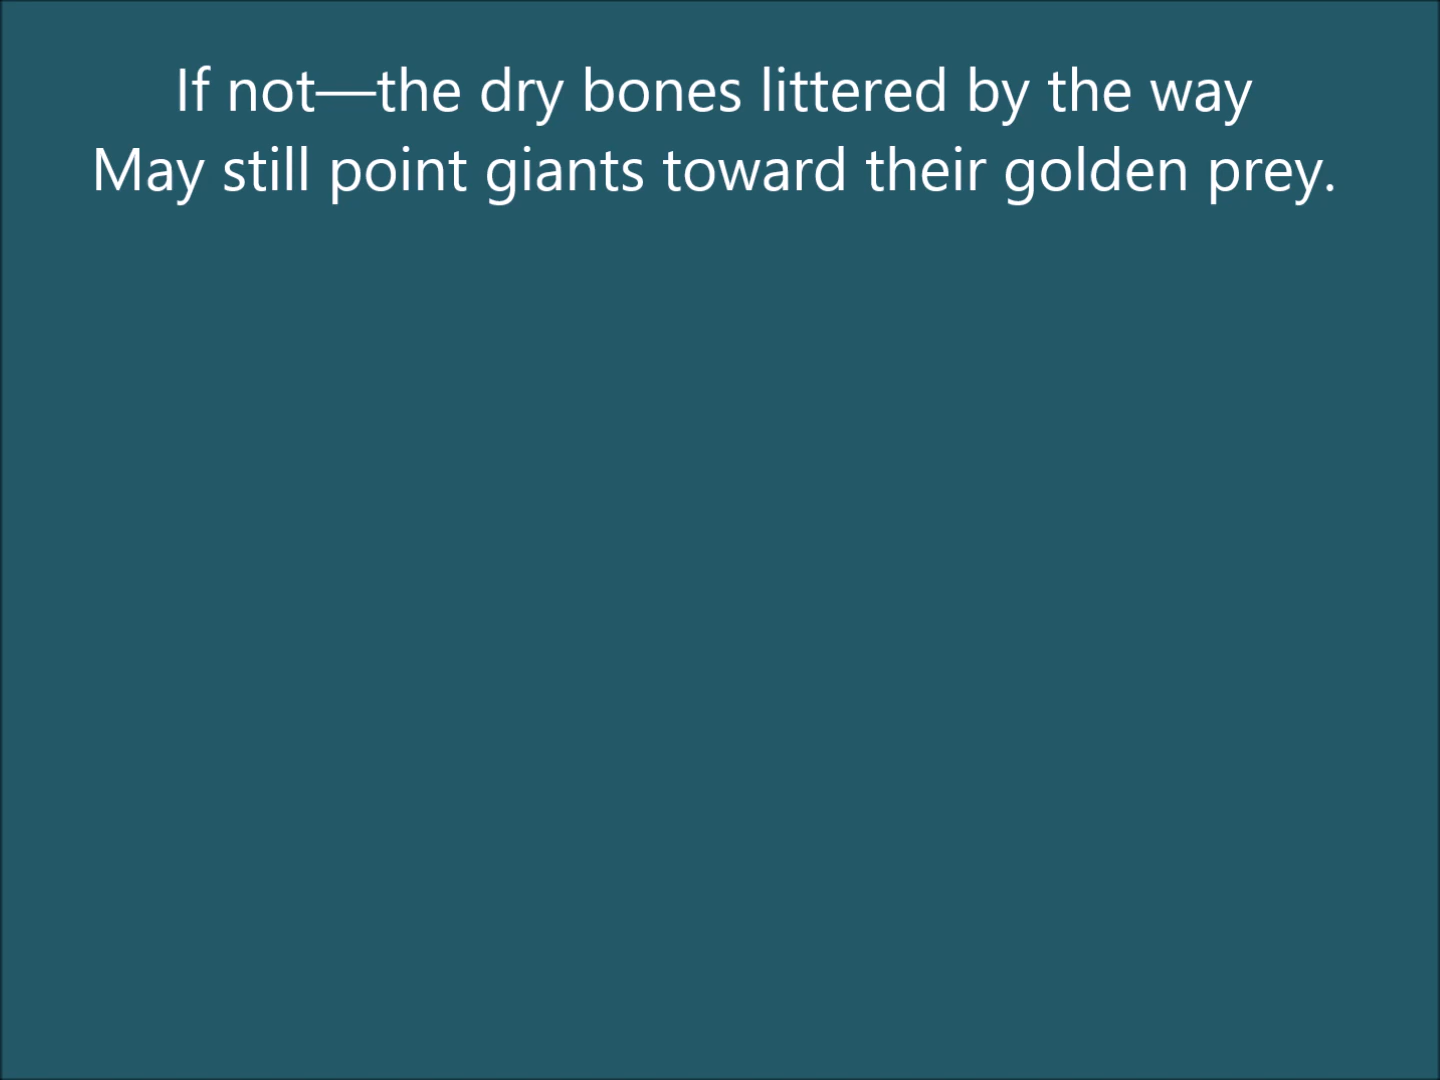 If not—the dry bones littered by the way
May still point giants toward their golden prey.